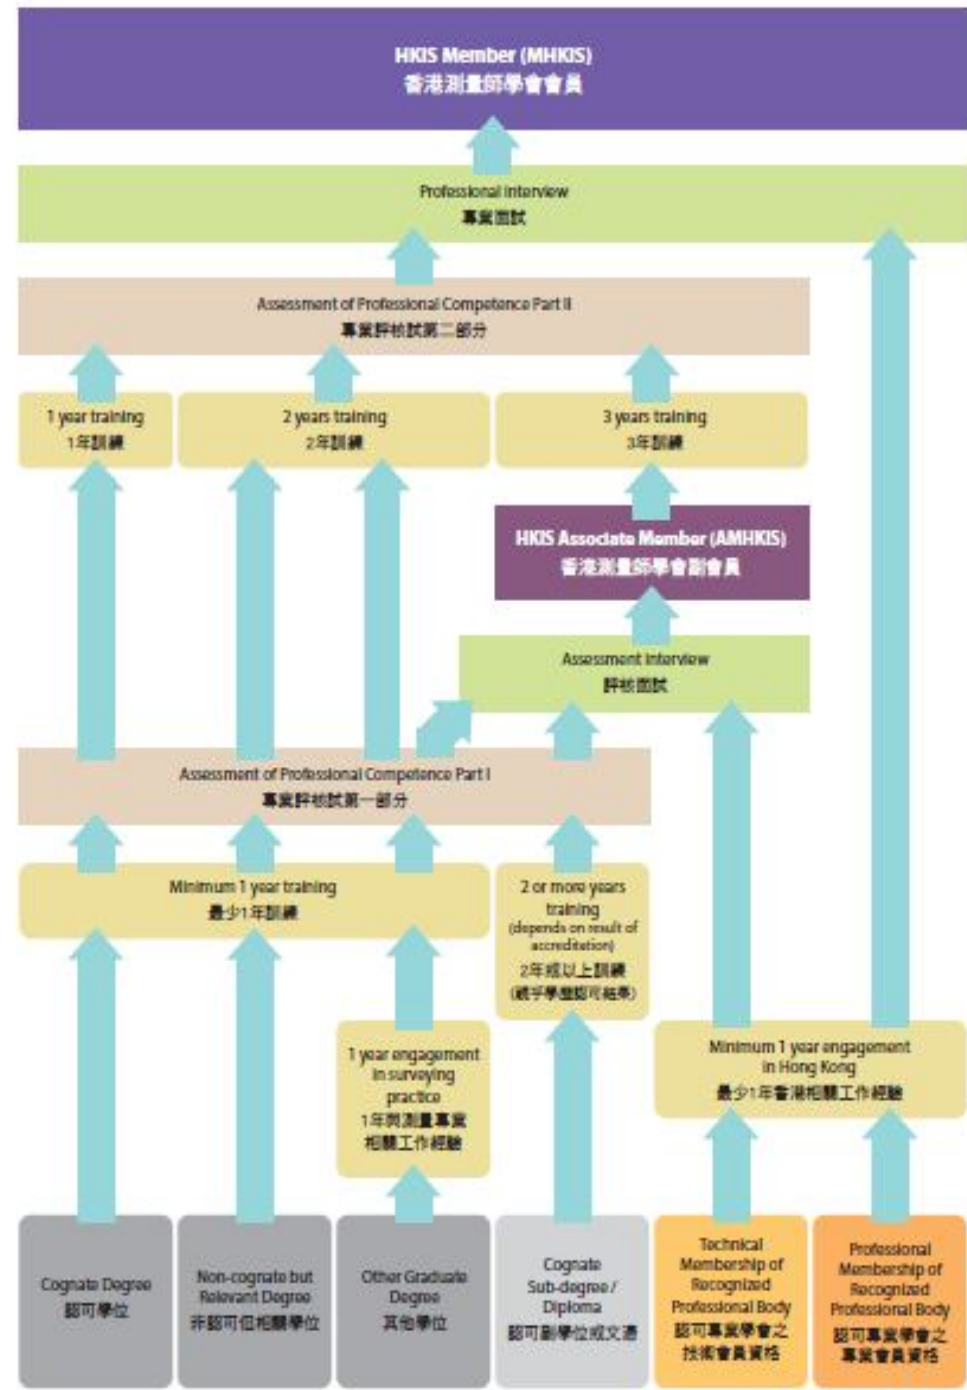 HKIS Member (MHKIS)
香港測量師學會會員
Professional Interview
專業面試
Assessment of Professional Competence Part II
專業評核試第二部分
1 year training
1年訓練
2 years training
2年訓練
3 years training
3年訓練
HKIS Associate Member (AMHKIS)
香港測量師學會副會員
Assessment Interview
評核面試
Assessment of Professional Competence Part I
專業評核試第一部分
Minimum 1 year training
最少1年訓練
2 or more years
training
(depends on result of
accreditation)
2年或以上訓練
(視乎學歷認可結果)
1 year engagement
in surveying
practice
1年與測量專業
相關工作經驗
Minimum 1 year engagement
in Hong Kong
最少1年香港相關工作經驗
Cognate Degree
認可學位
Non-cognate but
Relevant Degree
非認可但相關學位
Other Graduate
Degree
其他學位
Cognate
Sub-degree /
Diploma
認可副學位或文憑
Technical
Membership of
Recognized
Professional Body
認可專業學會之
技術會員資格
Professional
Membership of
Recognized
Professional Body
認可專業學會之
專業會員資格